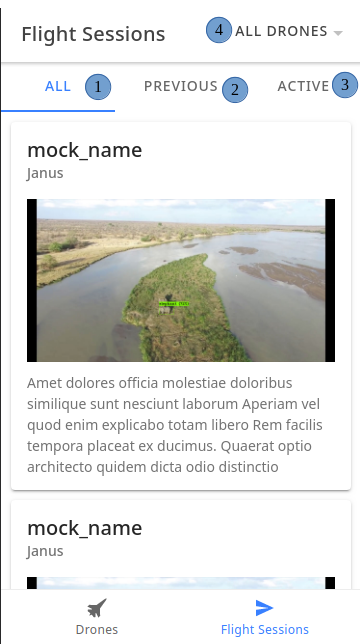 Flight Sessions
4 ALL DRONES
ALL 1 PREVIOUS 2 ACTIVE 3
mock_name
Janus
Amet dolores officia molestiae doloribus
similique sunt nesciunt laborum Aperiam vel
quod enim explicabo totam libero Rem facilis
tempora placeat ex ducimus. Quaerat optio
architecto quidem dicta odio distinctio
mock_name
Janus
Drones
Flight Sessions